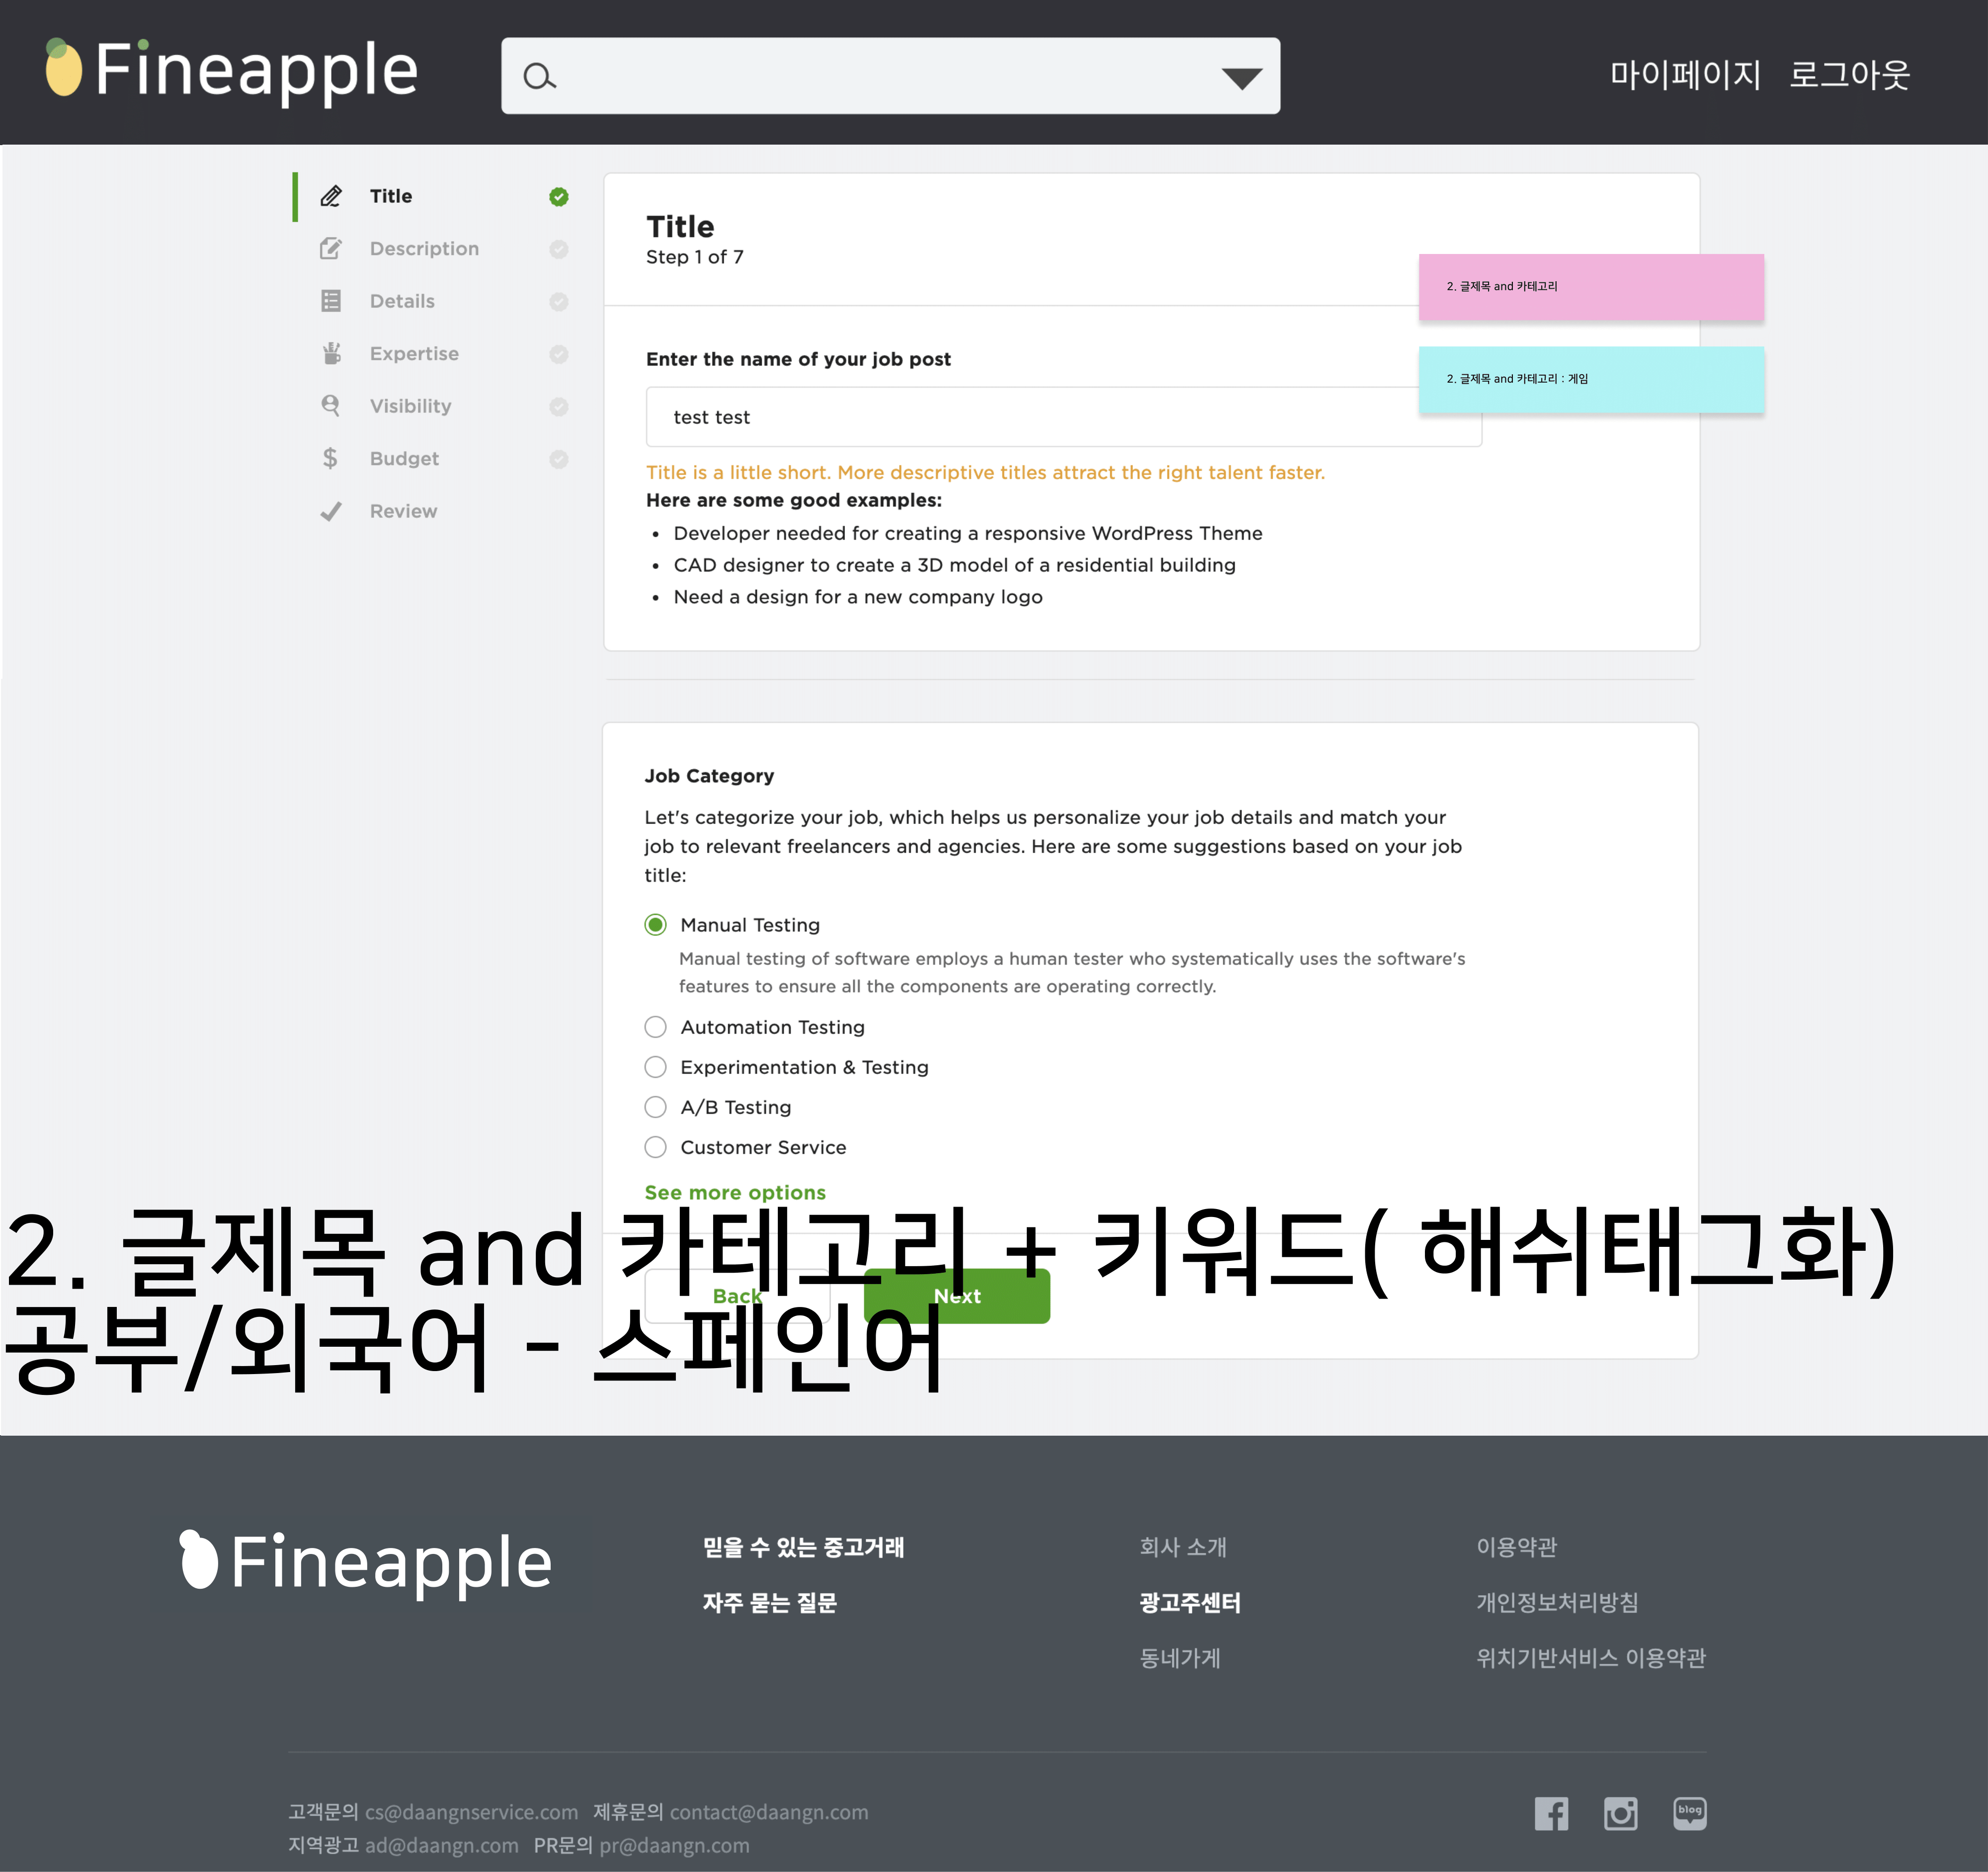 Fineapple
마이페이지 로그아웃
Title
Description
Details
Expertise
Visibility
Budget
Review
Title
Step 1 of 7
2. 글제목 and 카테고리
2. 글제목 and 카테고리 : 게임
Enter the name of your job post
test test
Title is a little short. More descriptive titles attract the right talent faster.
Here are some good examples:
• Developer needed for creating a responsive WordPress Theme
• CAD designer to create a 3D model of a residential building
• Need a design for a new company logo
Job Category
Let's categorize your job, which helps us personalize your job details and match your
job to relevant freelancers and agencies. Here are some suggestions based on your job
title:
Manual Testing
Manual testing of software employs a human tester who systematically uses the software's
features to ensure all the components are operating correctly.
Automation Testing
Experimentation & Testing
A/B Testing
Customer Service
See more options
2. 글제목 and 카테고리 + 키워드( 해쉬태그화)
Back Next
공부/외국어 - 스페인어
Fineapple
믿을 수 있는 중고거래
자주 묻는 질문
회사 소개
광고주센터
동네가게
이용약관
개인정보처리방침
위치기반서비스 이용약관
고객문의 cs@daangnservice.com 제휴문의 contact@daangn.com
지역광고 ad@daangn.com PR문의 pr@daangn.com
blog